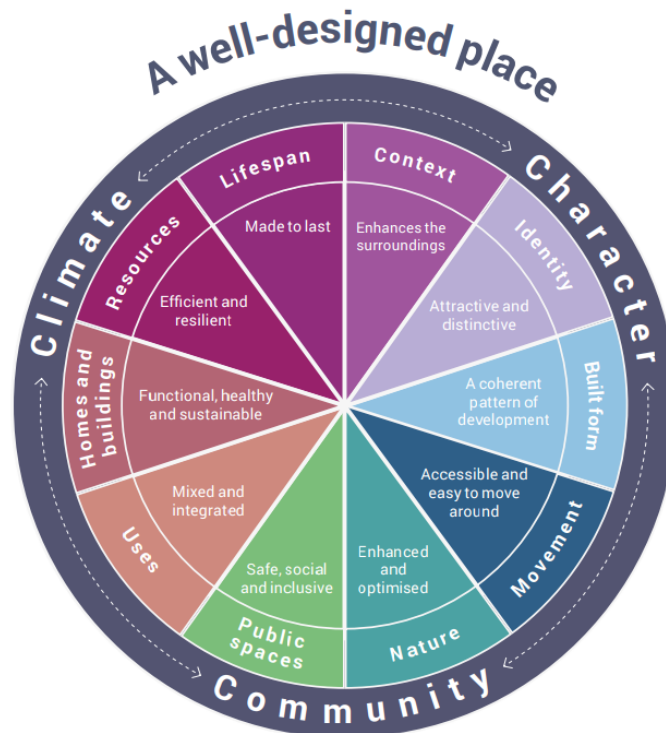 A well-designed place
Climate
Character
Community
Context
Enhances the
surroundings
Identity
Attractive and
distinctive
Built form
A coherent
pattern of
development
Movement
Accessible and
easy to move
around
Nature
Enhanced
and
optimised
Public
spaces
Safe, social
and inclusive
Uses
Mixed and
integrated
Homes and
buildings
Functional, healthy
and sustainable
Resources
Efficient and
resilient
Lifespan
Made to last